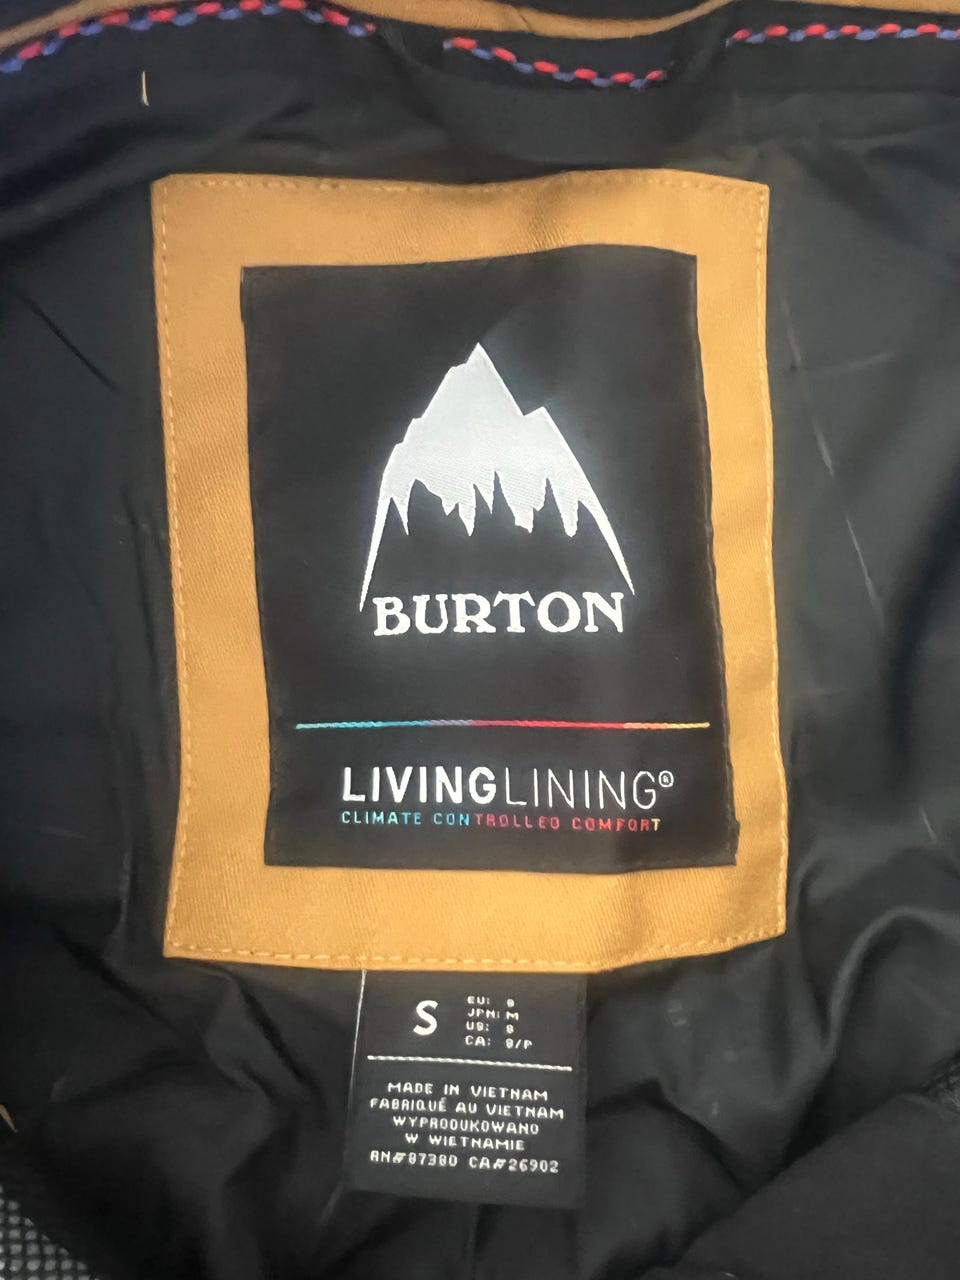 BURTON
LIVINGLINING®
CLIMATE CONTROLLED COMFORT
S
EU: S
JPN: M
US: S
CA: S/P
MADE IN VIETNAM
FABRIQUÉ AU VIETNAM
WYPRODUKOWANO
W WIETNAMIE
RN#87380 CA#26902